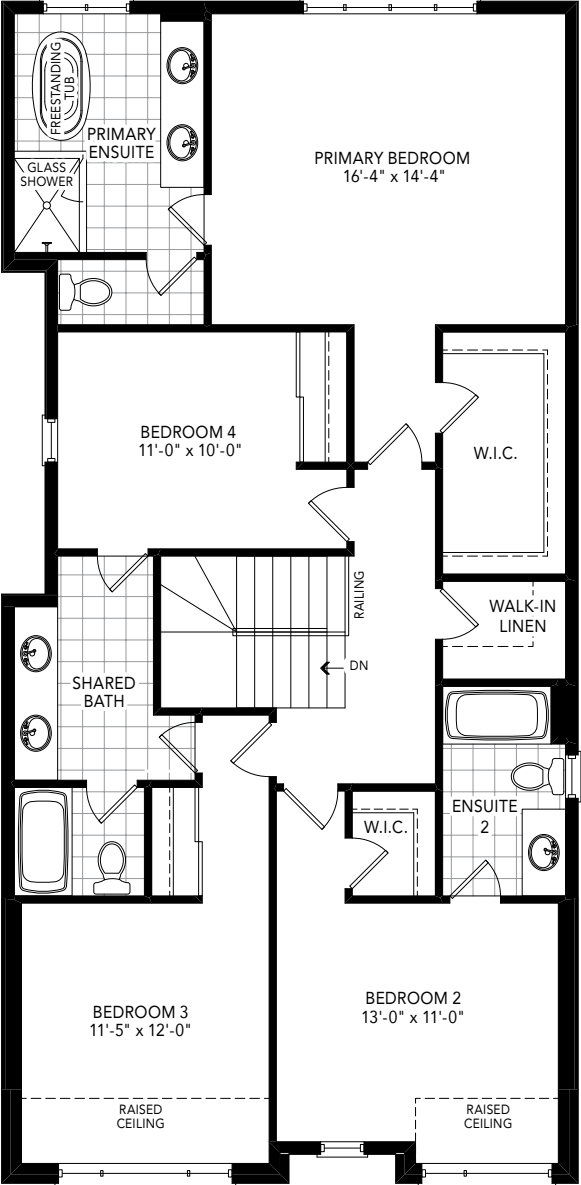 FREESTANDING
TUB
PRIMARY
ENSUITE
GLASS
SHOWER
PRIMARY BEDROOM
16'-4" x 14'-4"
BEDROOM 4
11'-0" x 10'-0"
W.I.C.
RAILING
WALK-IN
LINEN
DN
SHARED
BATH
ENSUITE
2
W.I.C.
BEDROOM 3
11'-5" x 12'-0"
BEDROOM 2
13'-0" x 11'-0"
RAISED
CEILING
RAISED
CEILING